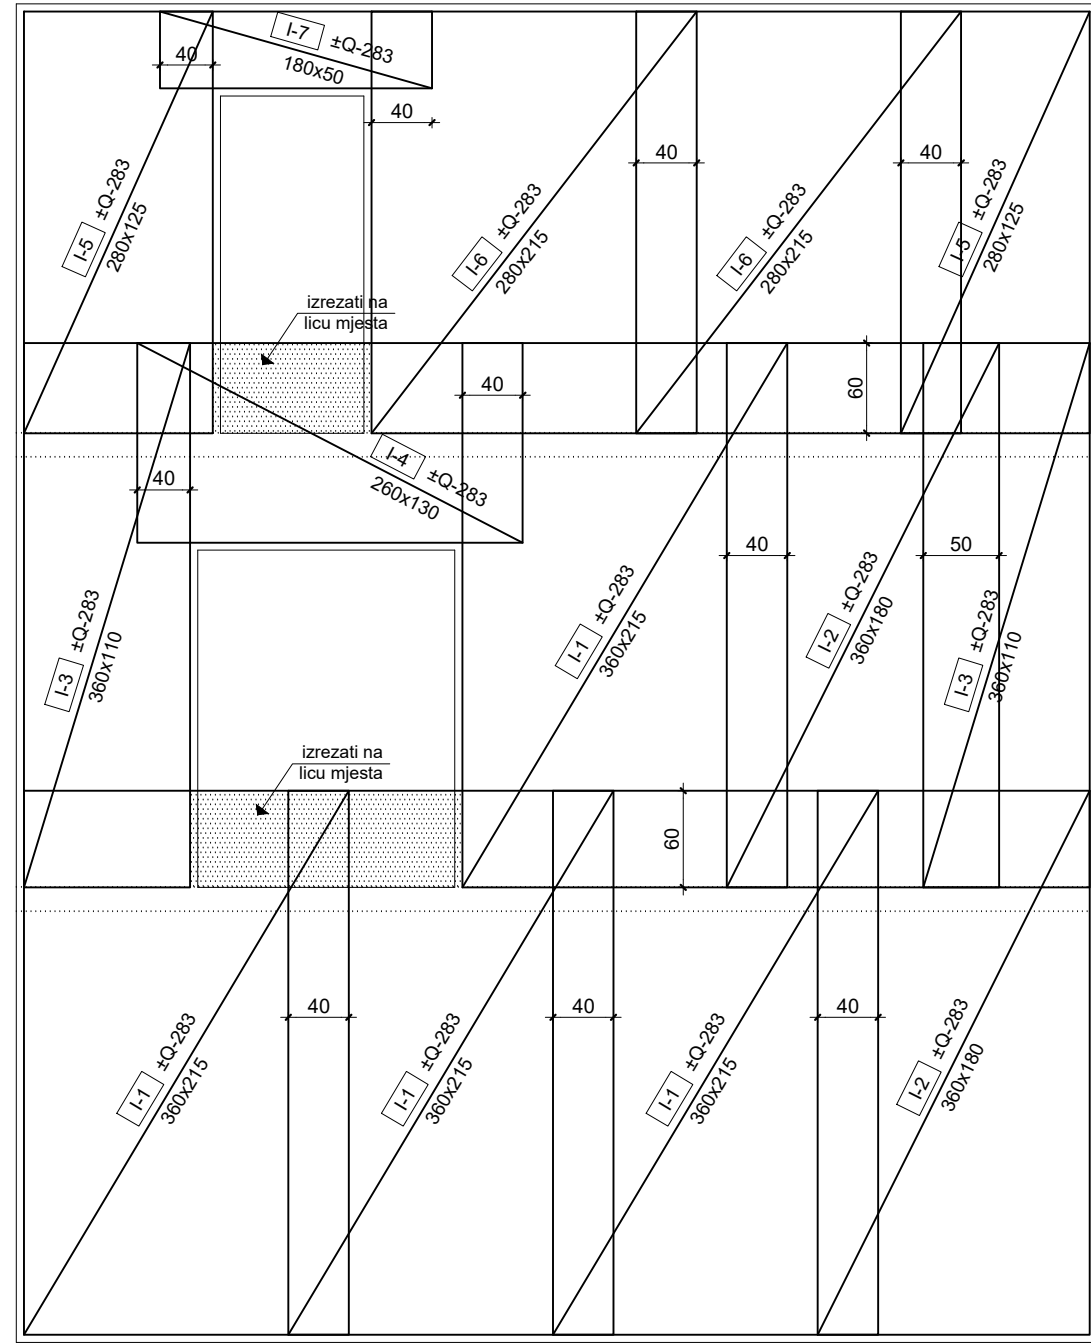 I-7 ±Q-283
180x50
40
40
40
40
I-5 ±Q-283
280x125
I-6 ±Q-283
280x215
I-6 ±Q-283
280x215
I-5 ±Q-283
280x125
izrezati na
licu mjesta
40
60
I-4 ±Q-283
260x130
40
40
50
I-3 ±Q-283
360x110
I-1 ±Q-283
360x215
I-2 ±Q-283
360x180
I-3 ±Q-283
360x110
izrezati na
licu mjesta
60
40
40
40
I-1 ±Q-283
360x215
I-1 ±Q-283
360x215
I-1 ±Q-283
360x215
I-2 ±Q-283
360x180